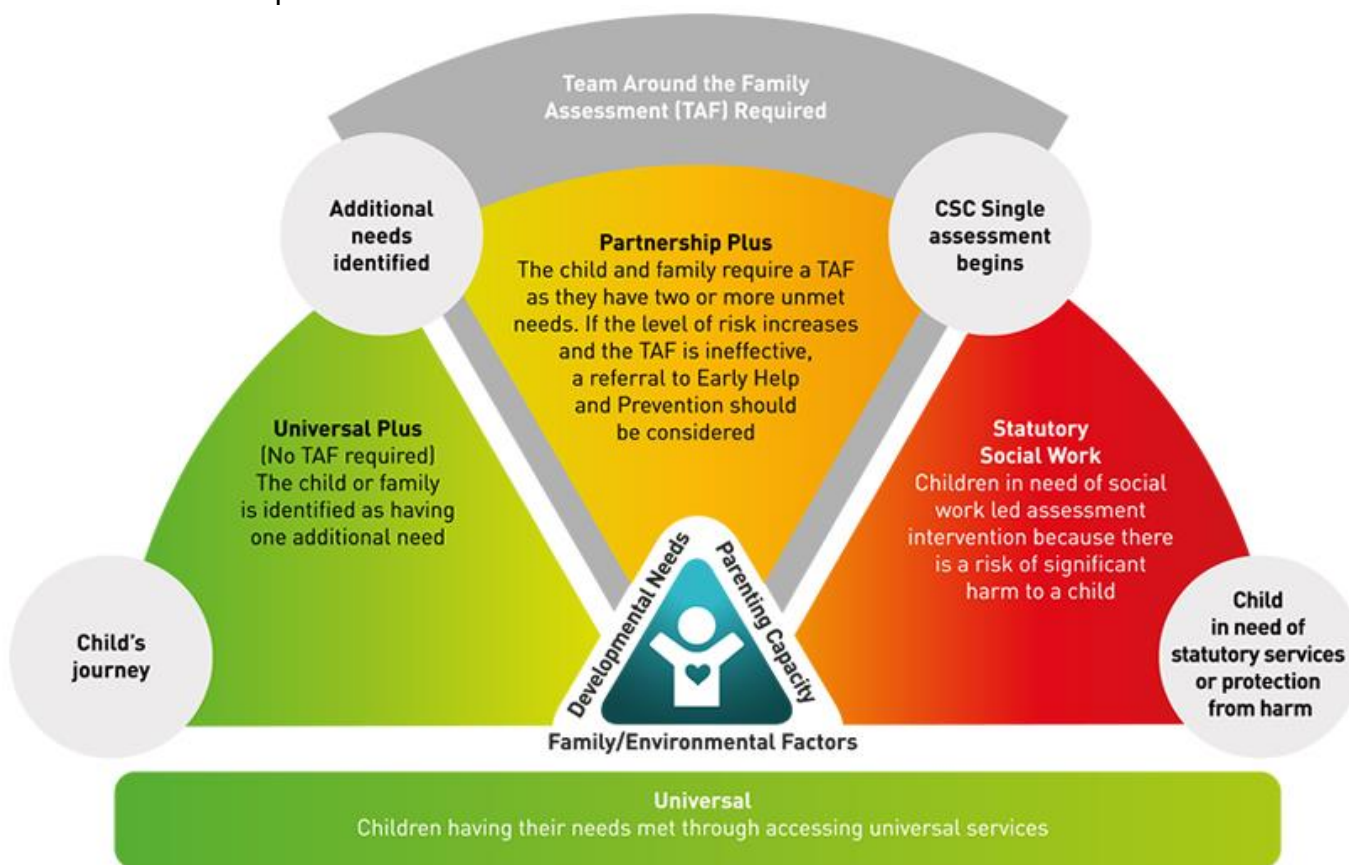 Team Around the Family
Assessment (TAF) Required
Additional
needs
identified
CSC Single
assessment
begins
Partnership Plus
The child and family require a TAF
as they have two or more unmet
needs. If the level of risk increases
and the TAF is ineffective,
a referral to Early Help
and Prevention should
be considered
Universal Plus
(No TAF required)
The child or family
is identified as having
one additional need
Statutory
Social Work
Children in need of social
work led assessment
intervention because there
is a risk of significant
harm to a child
Child's
journey
Developmental Needs
Parenting Capacity
Family/Environmental Factors
Child
in need of
statutory services
or protection
from harm
Universal
Children having their needs met through accessing universal services